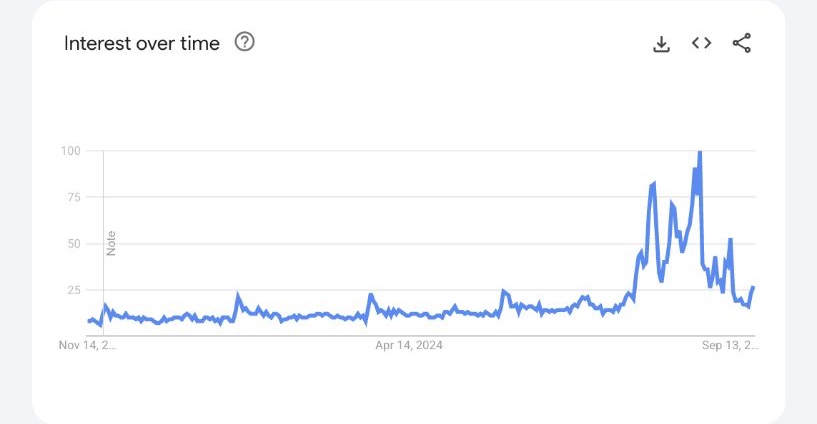 Interest over time
100
75
50
25
Note
Nov 14, 2...
Apr 14, 2024
Sep 13, 2...